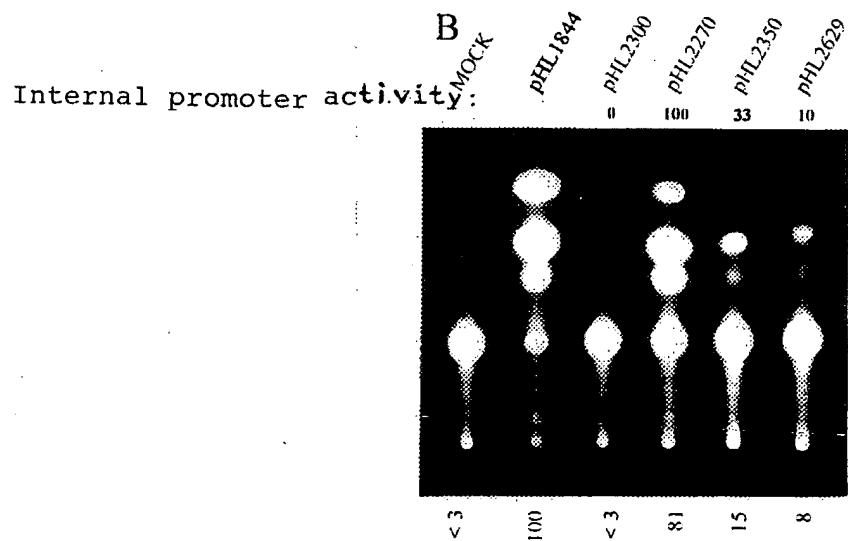 B
MOCK pHL1844 pHL2300 pHL2270 pHL2350 pHL2629
Internal promoter activity:
0 100 33 10
< 3 100 < 3 81 15 8